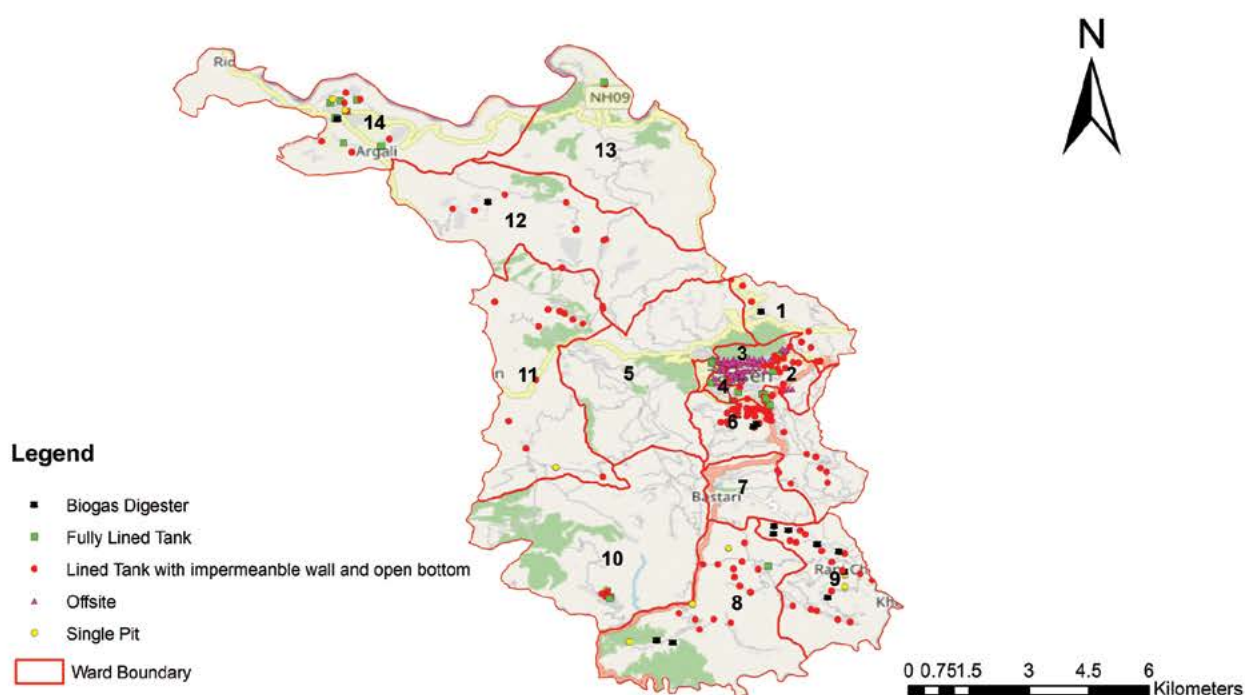 N
Rid
NH09
14
Argali
13
12
1
3
2
11
5
4
6
7
Bastari
10
9
8
Legend
Biogas Digester
Fully Lined Tank
Lined Tank with impermeanble wall and open bottom
Offsite
Single Pit
Ward Boundary
0 0.75 1.5 3 4.5 6
Kilometers